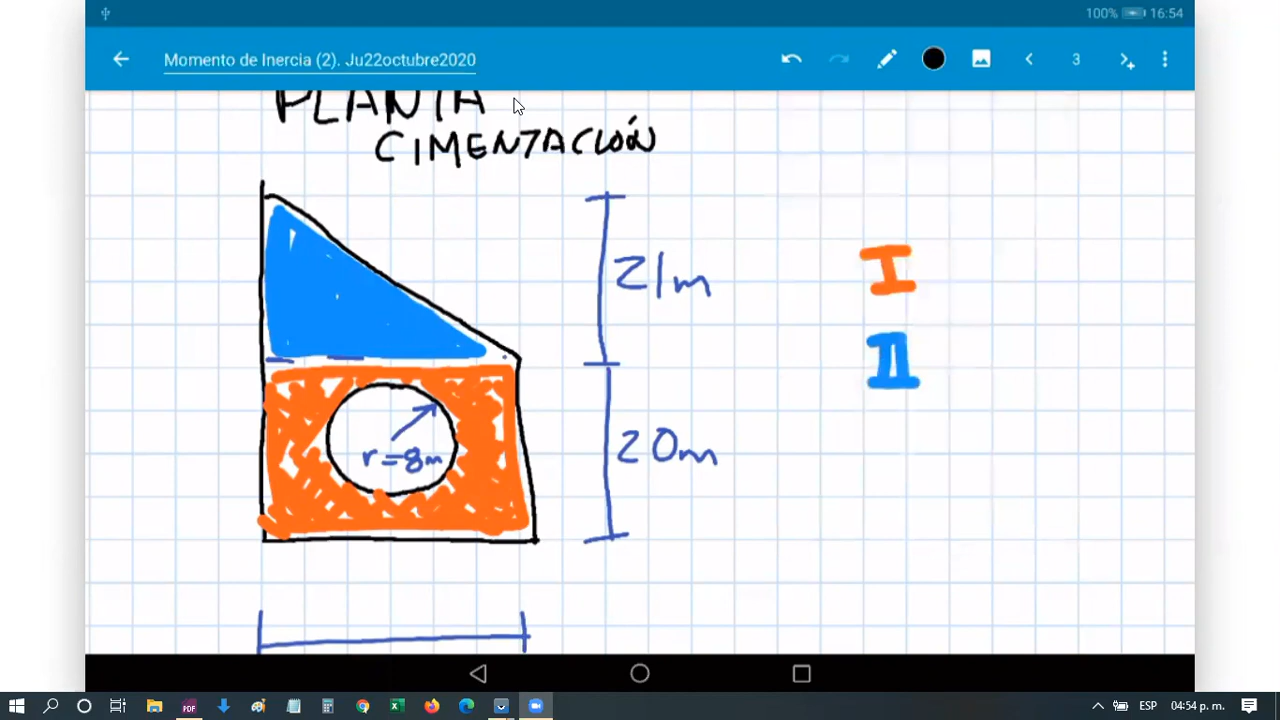 100% 16:54
Momento de Inercia (2). Ju22octubre2020
3
PLANTA
CIMENTACIÓN
21m
I
II
20m
r=8m
ESP
04:54 p. m.